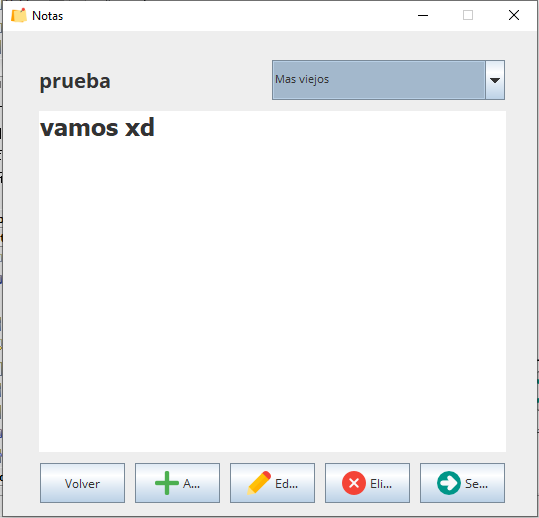 Notas
prueba
Mas viejos
vamos xd
Volver
A...
Ed...
Eli...
Se...